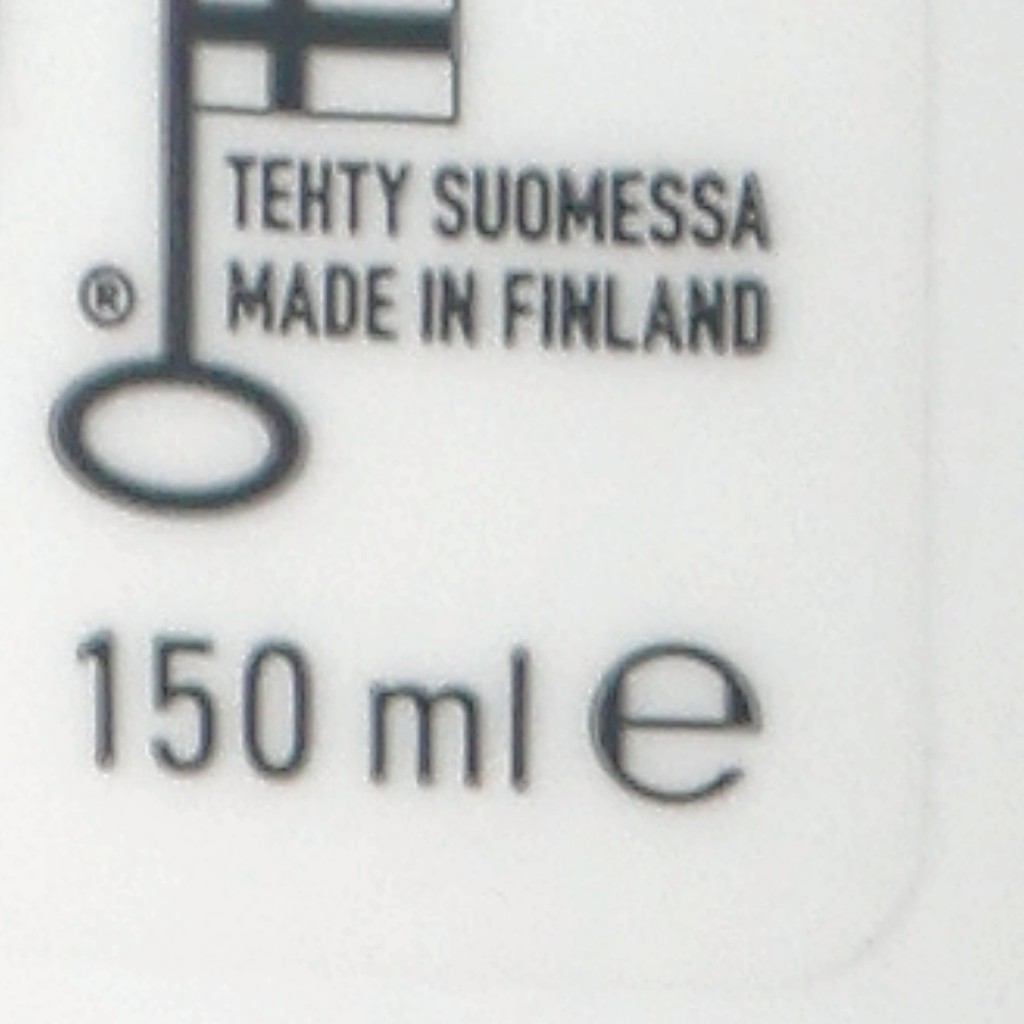 TEHTY SUOMESSA
MADE IN FINLAND
®
150 ml ℮